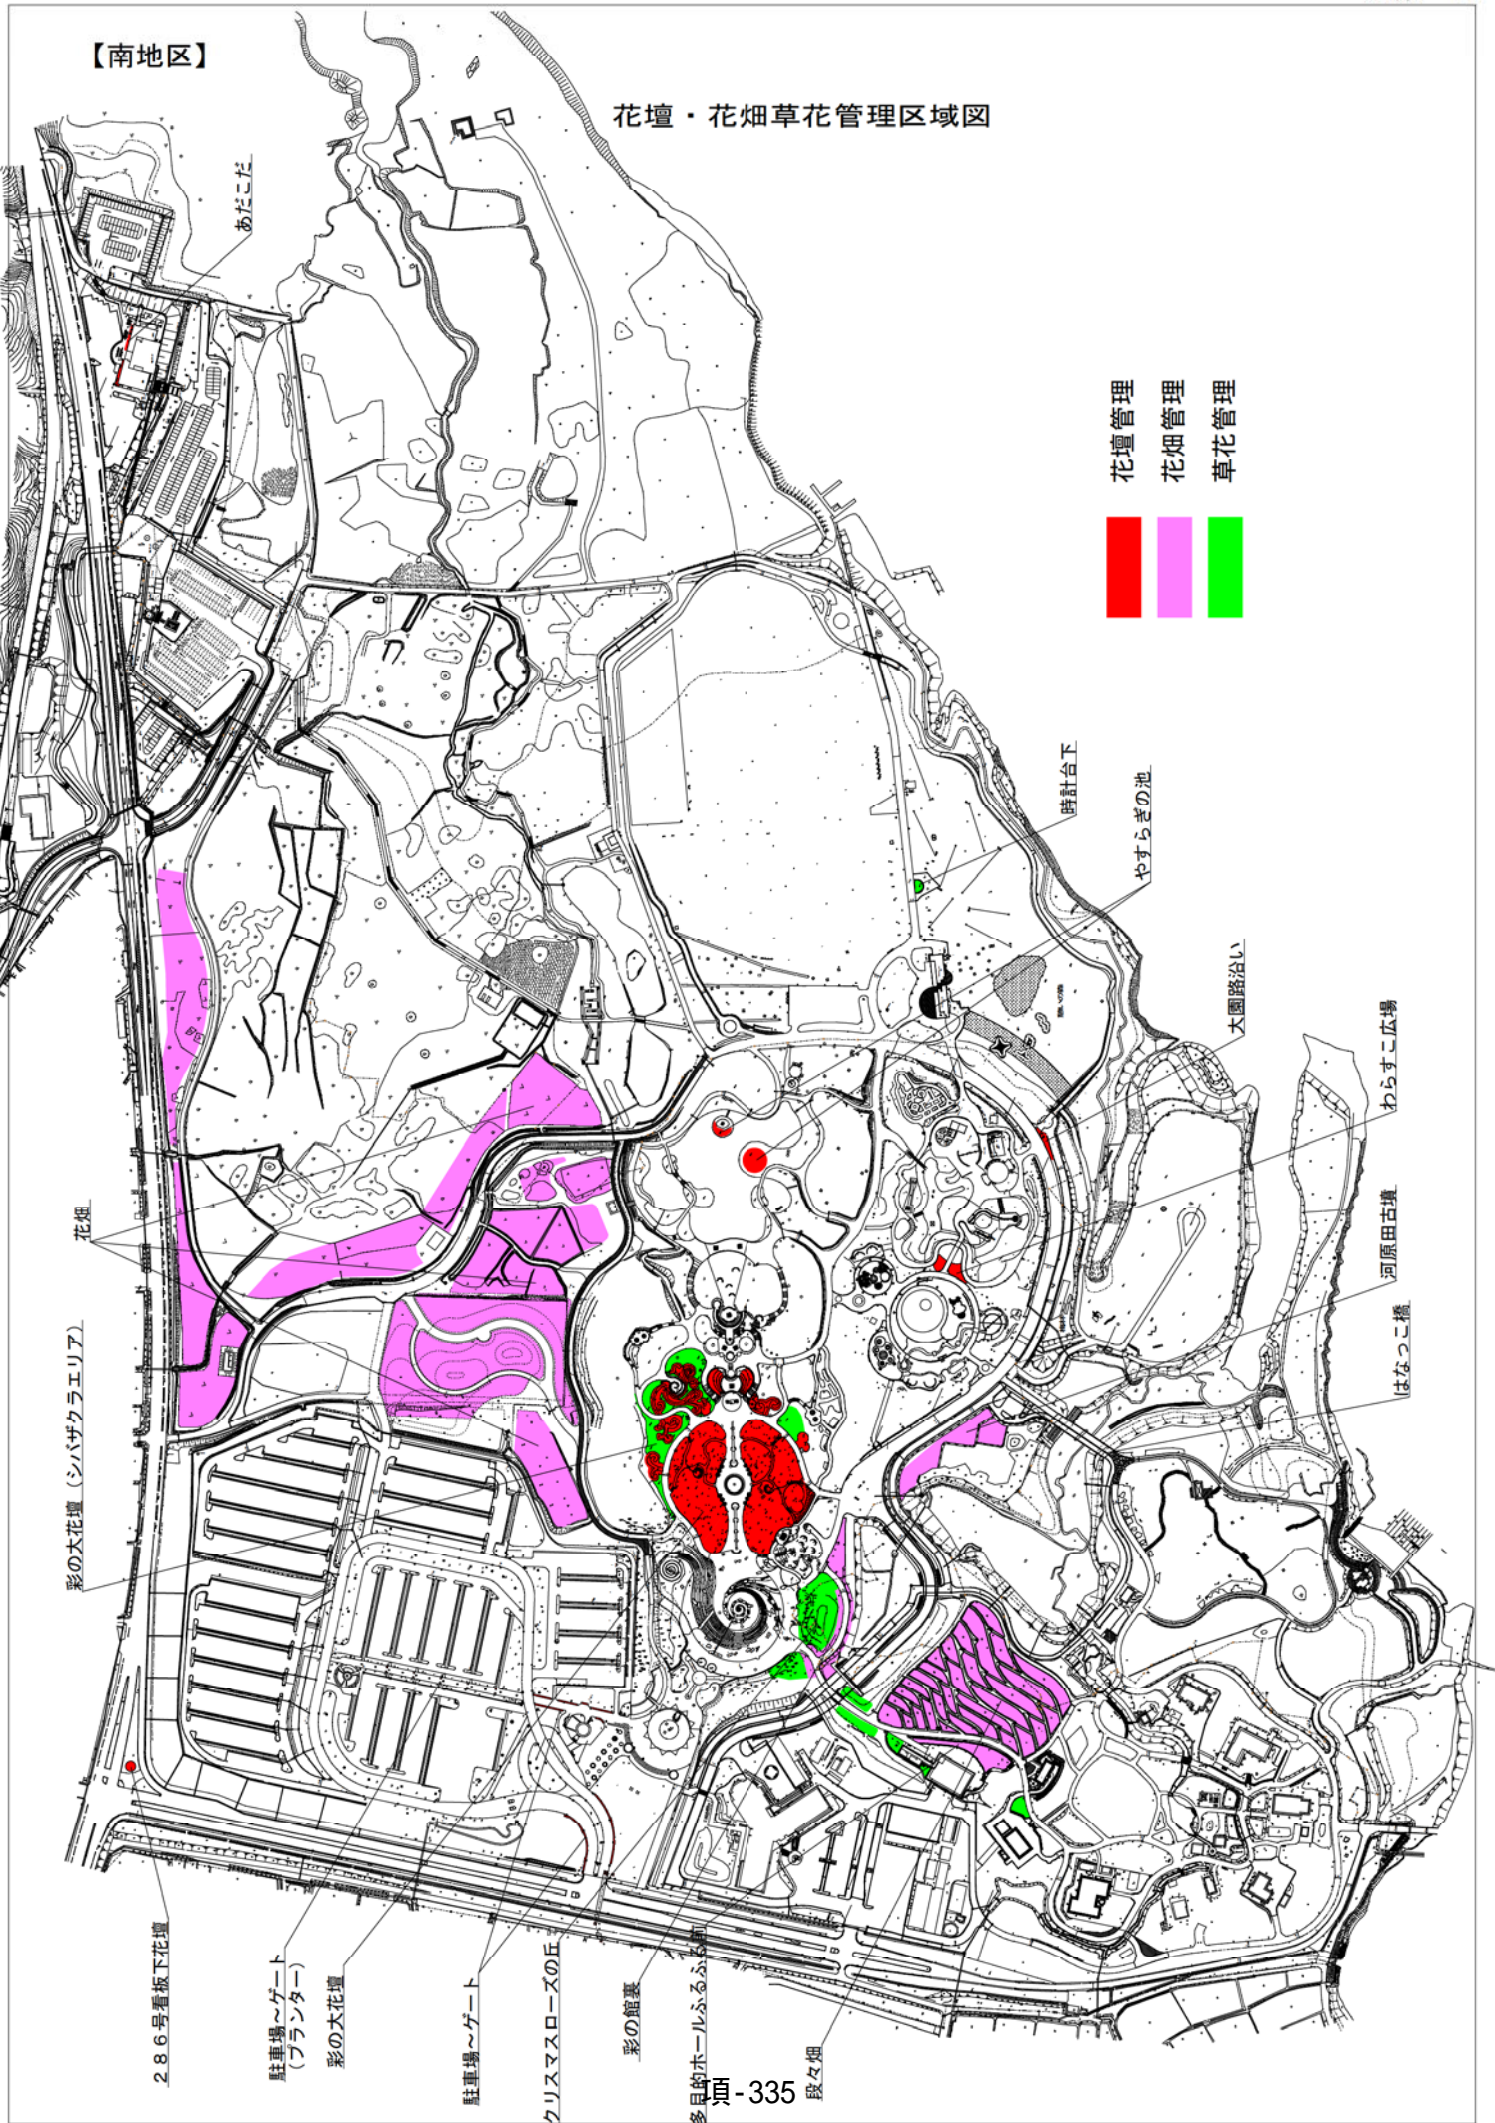 【南地区】
花壇・花畑草花管理区域図
あだこだ
花壇管理
花畑管理
草花管理
時計台下
やすらぎの池
大園路沿い
わらすこ広場
河原田古墳
はなっこ橋
花畑
彩の大花壇（シバザクラエリア）
２８６号看板下花壇
駐車場～ゲート
（プランター）
彩の大花壇
駐車場～ゲート
クリスマスローズの丘
彩の館裏
多目的ホールふるふる前
段々畑
項-335